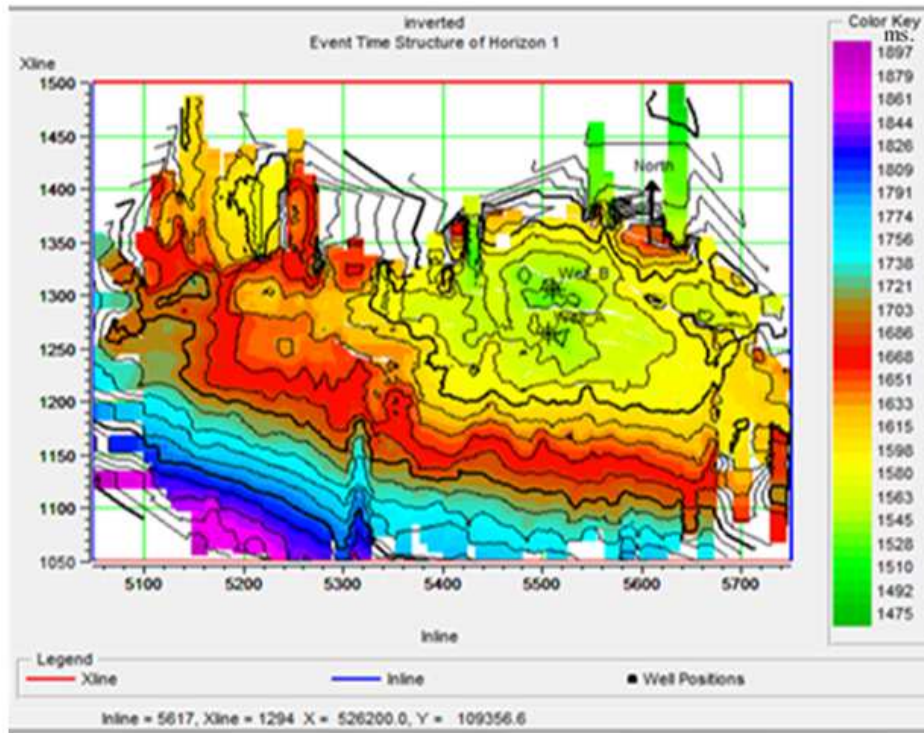 inverted
Event Time Structure of Horizon 1
Color Key
ms.
Xline
1500
1450
1400
1350
1300
1250
1200
1150
1100
1050
North
Well_B
Well_A
1897
1879
1861
1844
1826
1809
1791
1774
1756
1738
1721
1703
1686
1668
1651
1633
1615
1598
1580
1563
1545
1528
1510
1492
1475
5100 5200 5300 5400 5500 5600 5700
Inline
Legend
Xline Inline Well Positions
Inline = 5617, Xline = 1294 X = 526200.0, Y = 109356.6